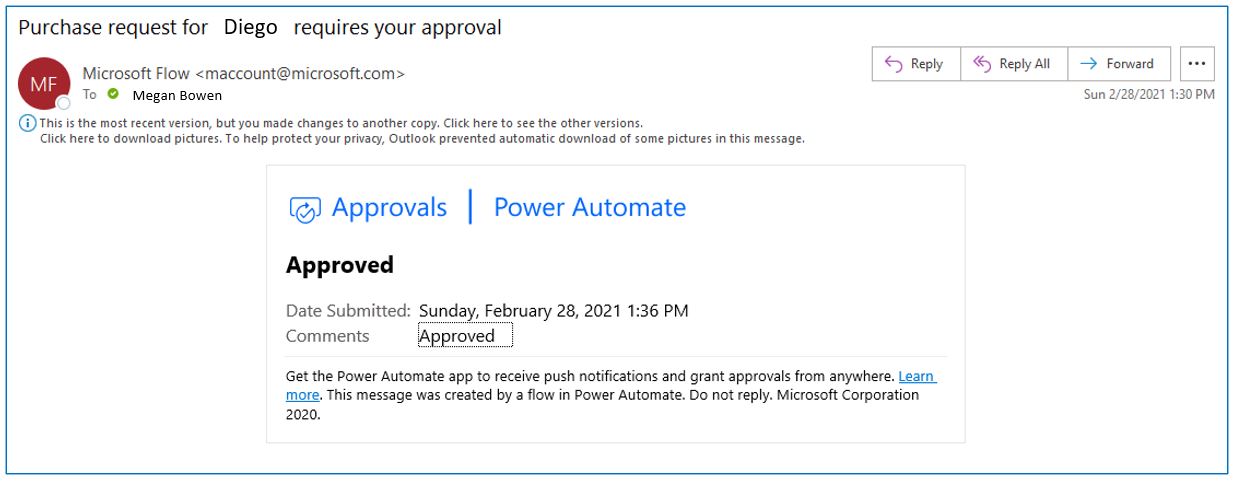 Purchase request for Diego requires your approval
MF
Microsoft Flow <maccount@microsoft.com>
To Megan Bowen
Reply Reply All Forward ...
Sun 2/28/2021 1:30 PM
This is the most recent version, but you made changes to another copy. Click here to see the other versions.
Click here to download pictures. To help protect your privacy, Outlook prevented automatic download of some pictures in this message.
Approvals | Power Automate
Approved
Date Submitted: Sunday, February 28, 2021 1:36 PM
Comments Approved
Get the Power Automate app to receive push notifications and grant approvals from anywhere. Learn
more. This message was created by a flow in Power Automate. Do not reply. Microsoft Corporation
2020.